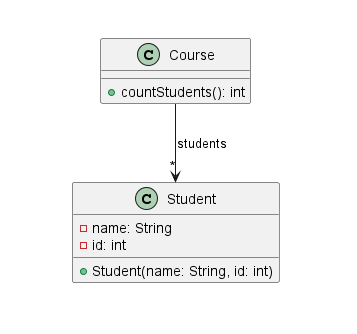 C Course
countStudents(): int
students
*
C Student
name: String
id: int
Student(name: String, id: int)